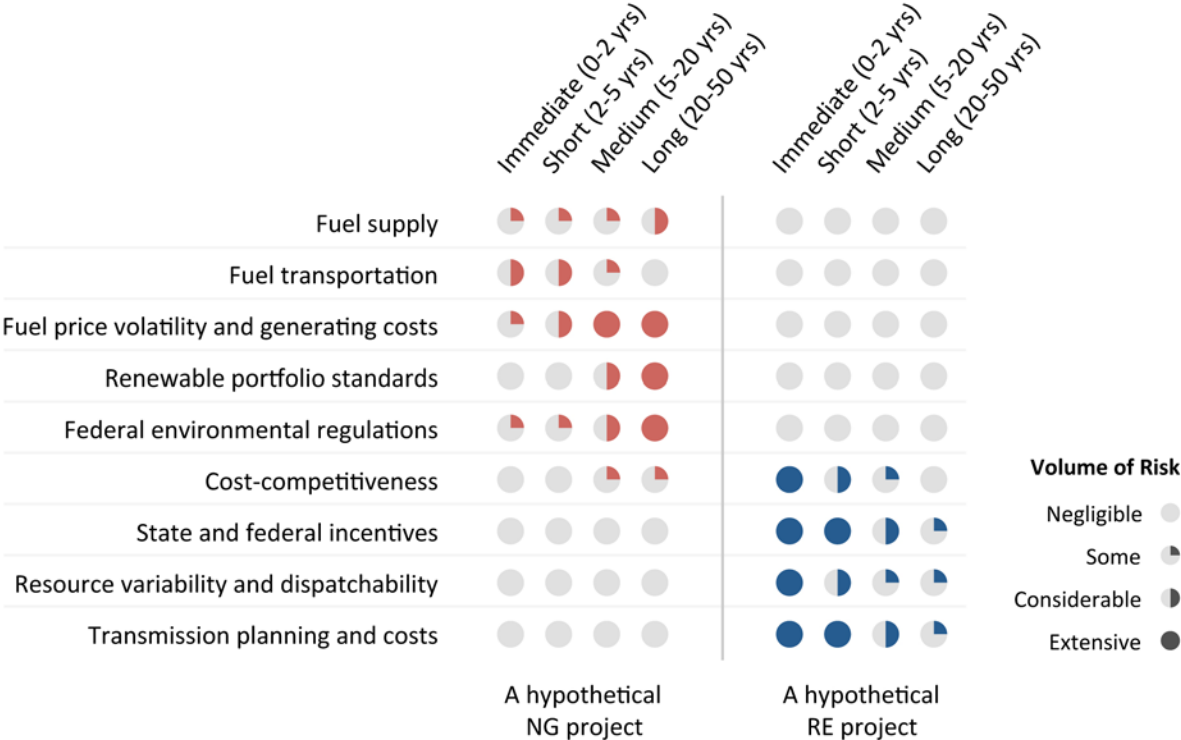 Immediate (0-2 yrs)
Short (2-5 yrs)
Medium (5-20 yrs)
Long (20-50 yrs)
Immediate (0-2 yrs)
Short (2-5 yrs)
Medium (5-20 yrs)
Long (20-50 yrs)
Fuel supply
Fuel transportation
Fuel price volatility and generating costs
Renewable portfolio standards
Federal environmental regulations
Cost-competitiveness
State and federal incentives
Resource variability and dispatchability
Transmission planning and costs
A hypothetical
NG project
A hypothetical
RE project
Volume of Risk
Negligible
Some
Considerable
Extensive